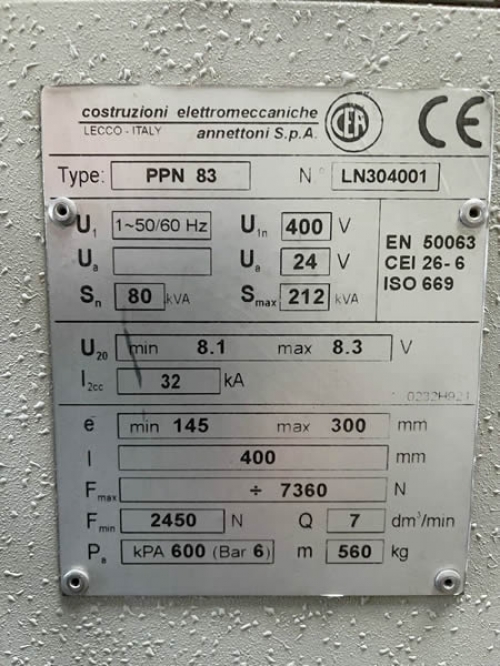 costruzioni elettromeccaniche
LECCO - ITALY annettoni S.p.A.
CEA
CE
Type: PPN 83 N.° LN304001
U1 1~50/60 Hz U1n 400 V
Ua Ua 24 V
Sn 80 kVA Smax 212 kVA
EN 50063
CEI 26-6
ISO 669
U20 min 8.1 max 8.3 V
I2cc 32 kA
e min 145 max 300 mm
l 400 mm
Fmax ÷ 7360 N
Fmin 2450 N Q 7 dm³/min
Pa kPA 600 (Bar 6) m 560 kg